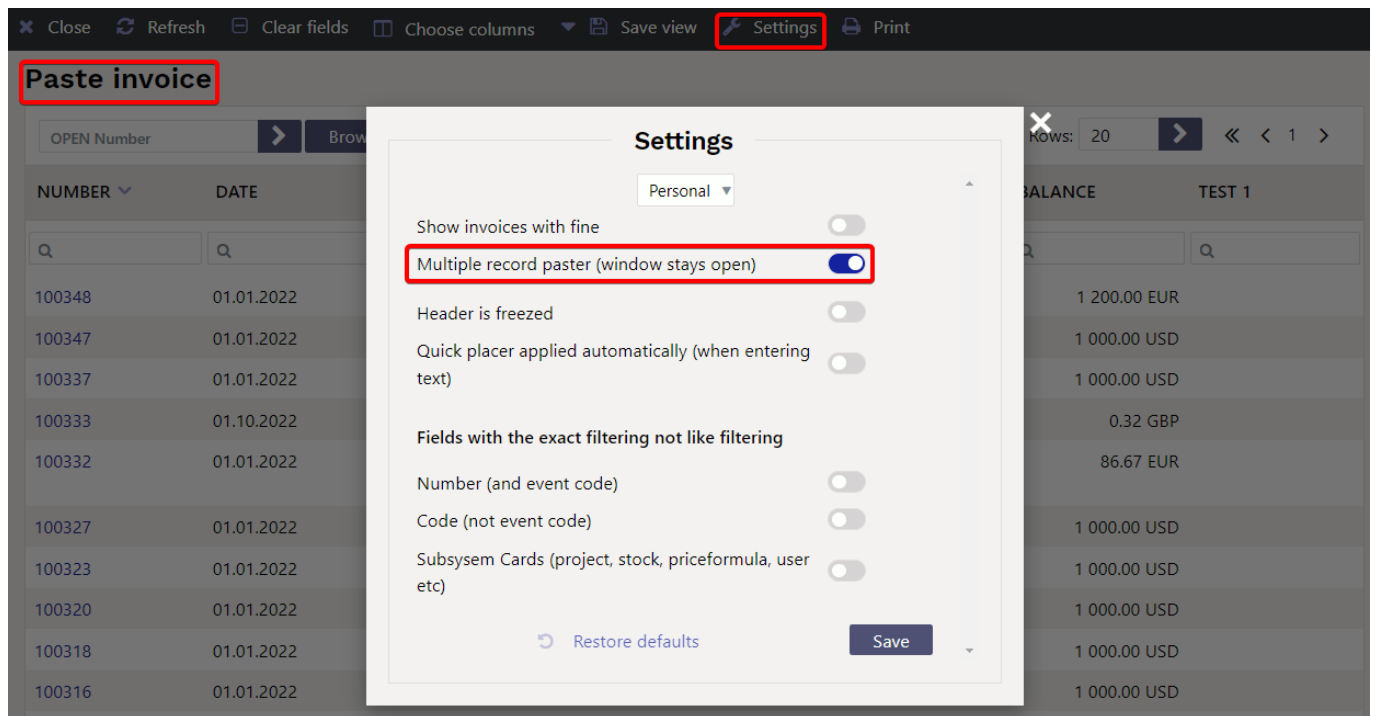 Close Refresh Clear fields Choose columns Save view Settings Print
Paste invoice
OPEN Number Brow Rows: 20 1
Settings
Personal
NUMBER DATE BALANCE TEST 1
Show invoices with fine
Multiple record paster (window stays open)
Header is freezed
Quick placer applied automatically (when entering
text)
Fields with the exact filtering not like filtering
Number (and event code)
Code (not event code)
Subsysem Cards (project, stock, priceformula, user
etc)
Restore defaults Save
100348 01.01.2022 1 200.00 EUR
100347 01.01.2022 1 000.00 USD
100337 01.01.2022 1 000.00 USD
100333 01.10.2022 0.32 GBP
100332 01.01.2022 86.67 EUR
100327 01.01.2022 1 000.00 USD
100323 01.01.2022 1 000.00 USD
100320 01.01.2022 1 000.00 USD
100318 01.01.2022 1 000.00 USD
100316 01.01.2022 1 000.00 USD